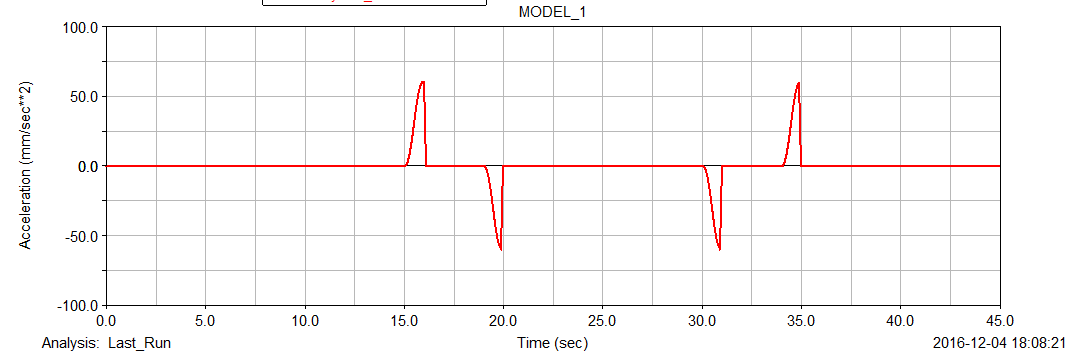 MODEL_1
100.0
50.0
0.0
-50.0
-100.0
Acceleration (mm/sec**2)
0.0 5.0 10.0 15.0 20.0 25.0 30.0 35.0 40.0 45.0
Analysis: Last_Run Time (sec) 2016-12-04 18:08:21